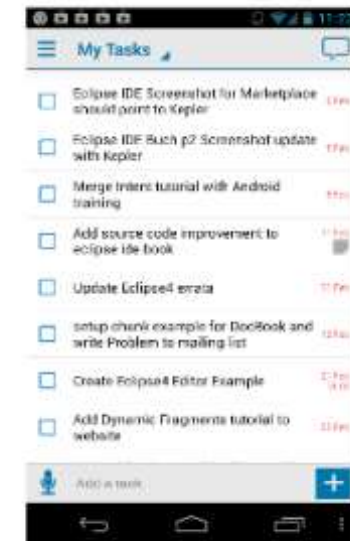 My Tasks
Eclipse IDE Screenshot for Marketplace
should point to Kepler
Eclipse IDE Buch p2 Screenshot update
with Kepler
Merge Intent tutorial with Android
training
Add source code improvement to
eclipse ide book
Update Eclipse4 errata
setup chunk example for DocBook and
write Problem to mailing list
Create Eclipse4 Editor Example
Add Dynamic Fragments tutorial to
website
Add a task